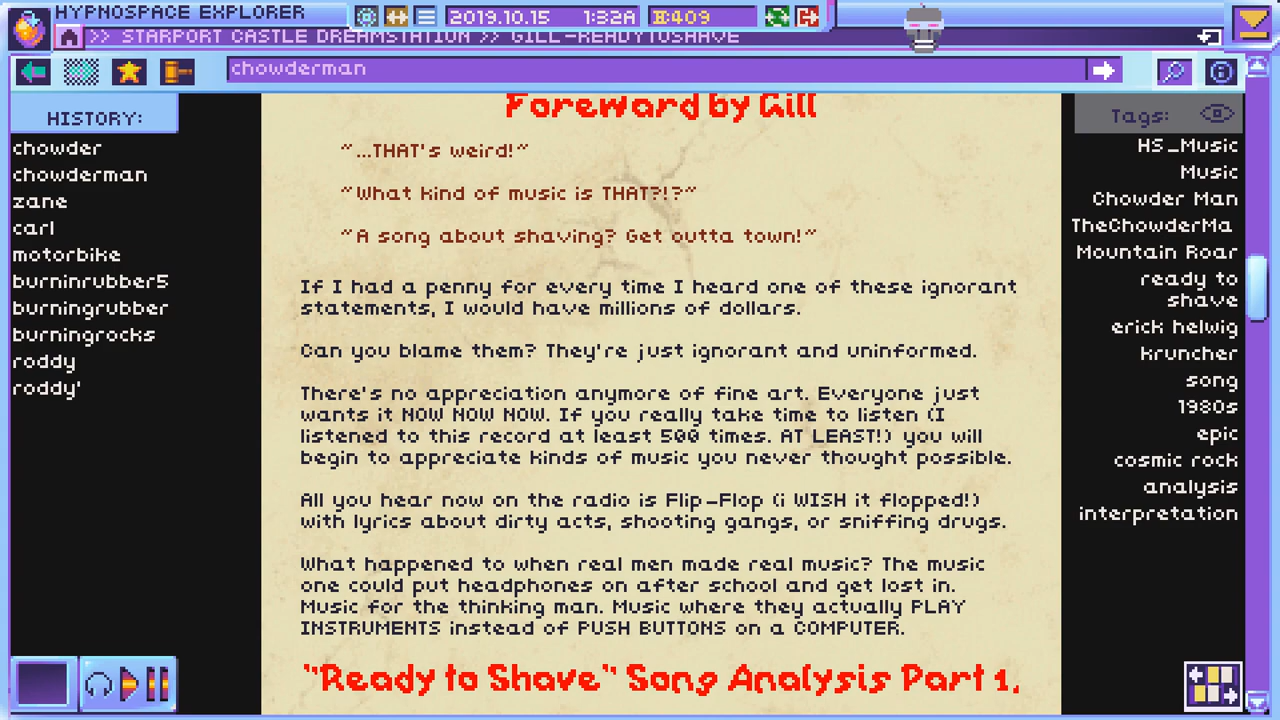 HYPNOSPACE EXPLORER
2019.10.15 1:32A :409
>> STARPORT CASTLE DREAMSTATION >> GILL-READYTOSHAVE
chowderman
HISTORY:
chowder
chowderman
zane
carl
motorbike
burninrubber5
burningrubber
burningrocks
roddy
roddy'
Foreward by Gill
"...THAT's weird!"
"What kind of music is THAT?!?"
"A song about shaving? Get outta town!"
If I had a penny for every time I heard one of these ignorant
statements, I would have millions of dollars.
Can you blame them? They're just ignorant and uninformed.
There's no appreciation anymore of fine art. Everyone just
wants it NOW NOW NOW. If you really take time to listen (I
listened to this record at least 500 times. AT LEAST!) you will
begin to appreciate kinds of music you never thought possible.
All you hear now on the radio is Flip-Flop (i WISH it flopped!)
with lyrics about dirty acts, shooting gangs, or sniffing drugs.
What happened to when real men made real music? The music
one could put headphones on after school and get lost in.
Music for the thinking man. Music where they actually PLAY
INSTRUMENTS instead of PUSH BUTTONS on a COMPUTER.
"Ready to Shave" Song Analysis Part 1.
Tags:
HS_Music
Music
Chowder Man
TheChowderMa
Mountain Roar
ready to
shave
erick helwig
kruncher
song
1980s
epic
cosmic rock
analysis
interpretation